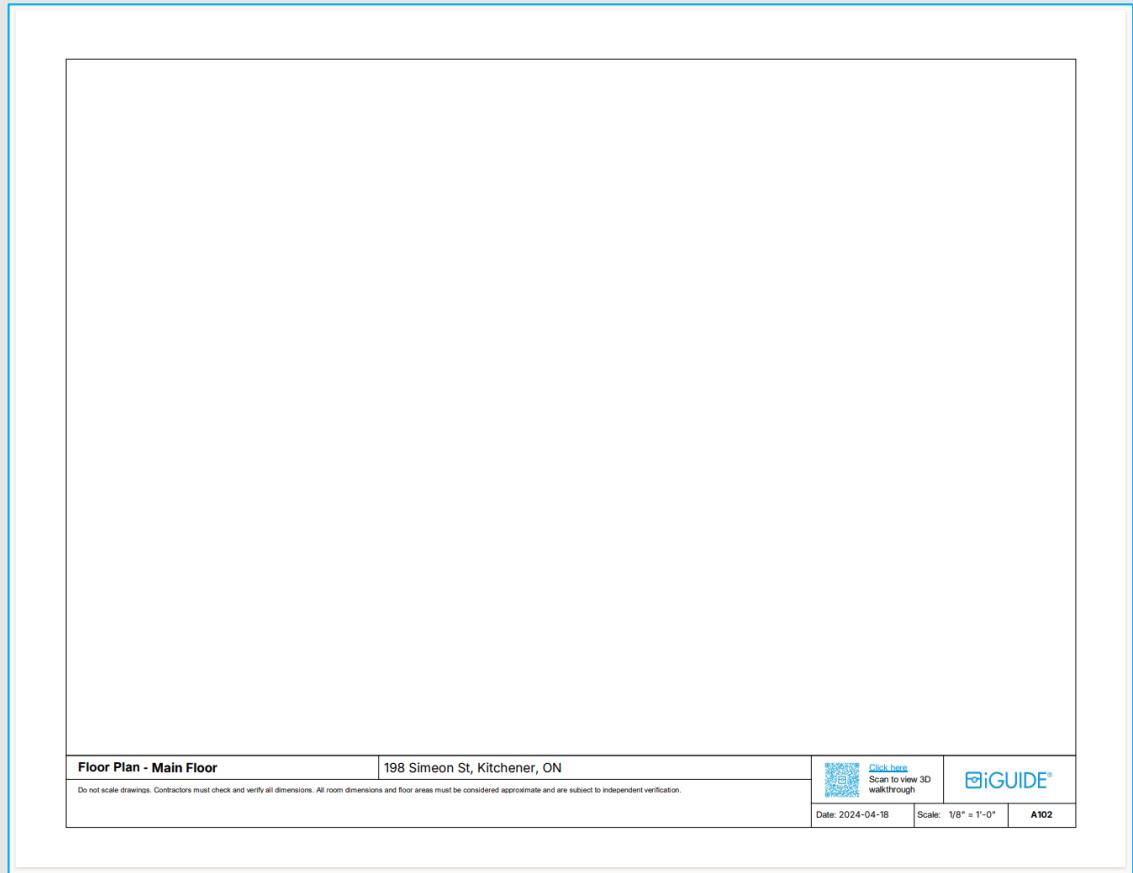 Floor Plan - Main Floor
198 Simeon St, Kitchener, ON
Do not scale drawings. Contractors must check and verify all dimensions. All room dimensions and floor areas must be considered approximate and are subject to independent verification.
Click here
Scan to view 3D
walkthrough
iGUIDE®
Date: 2024-04-18
Scale: 1/8" = 1'-0"
A102